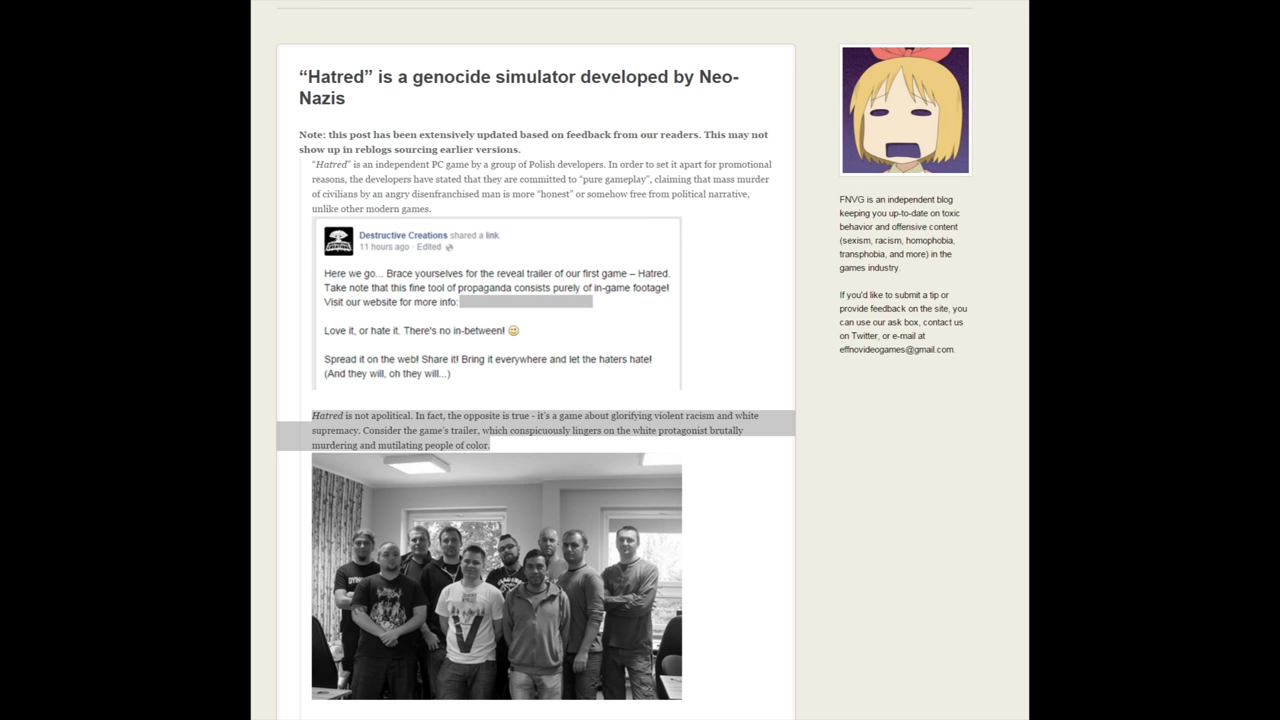 “Hatred” is a genocide simulator developed by Neo-
Nazis
Note: this post has been extensively updated based on feedback from our readers. This may not
show up in reblogs sourcing earlier versions.
“Hatred” is an independent PC game by a group of Polish developers. In order to set it apart for promotional
reasons, the developers have stated that they are committed to “pure gameplay”, claiming that mass murder
of civilians by an angry disenfranchised man is more “honest” or somehow free from political narrative,
unlike other modern games.
Destructive Creations shared a link.
11 hours ago · Edited
Here we go... Brace yourselves for the reveal trailer of our first game – Hatred.
Take note that this fine tool of propaganda consists purely of in-game footage!
Visit our website for more info:
Love it, or hate it. There's no in-between!
Spread it on the web! Share it! Bring it everywhere and let the haters hate!
(And they will, oh they will...)
Hatred is not apolitical. In fact, the opposite is true - it's a game about glorifying violent racism and white
supremacy. Consider the game's trailer, which conspicuously lingers on the white protagonist brutally
murdering and mutilating people of color.
FNVG is an independent blog
keeping you up-to-date on toxic
behavior and offensive content
(sexism, racism, homophobia,
transphobia, and more) in the
games industry.
If you'd like to submit a tip or
provide feedback on the site, you
can use our ask box, contact us
on Twitter, or e-mail at
effnovideogames@gmail.com.